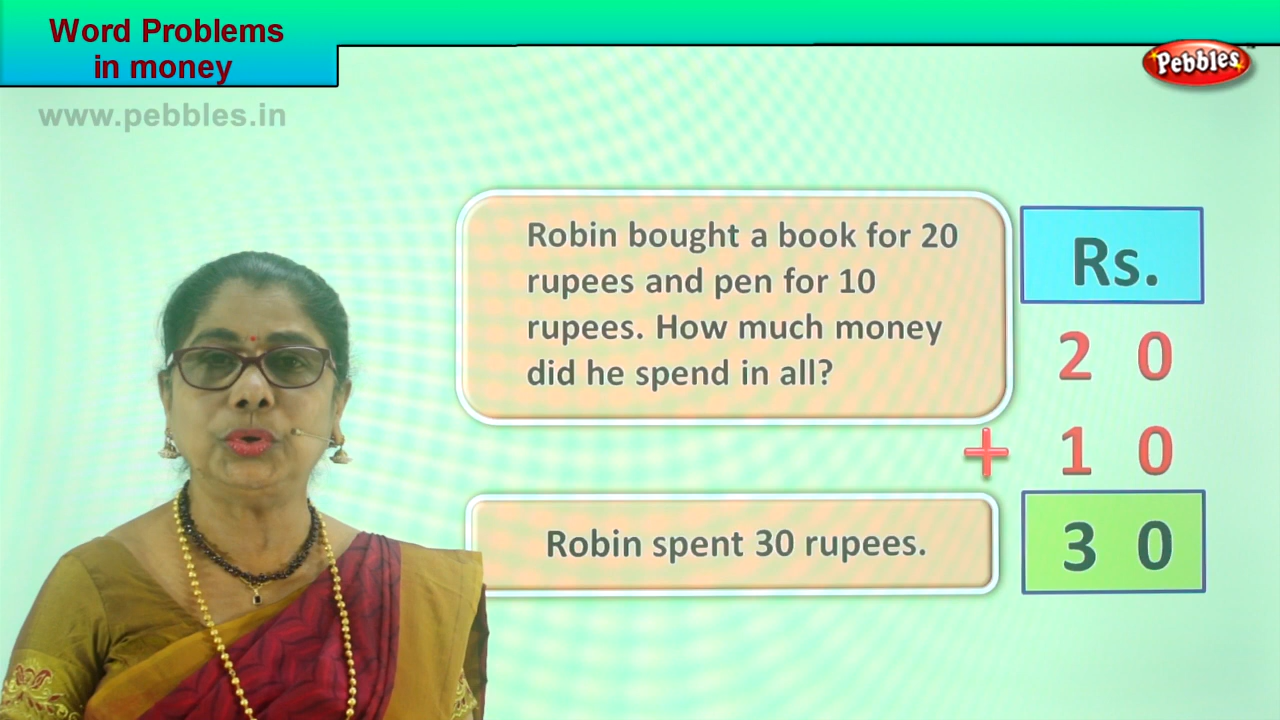 Word Problems
in money
www.pebbles.in
Pebbles
Robin bought a book for 20
rupees and pen for 10
rupees. How much money
did he spend in all?
Rs.
2 0
+ 1 0
Robin spent 30 rupees.
3 0